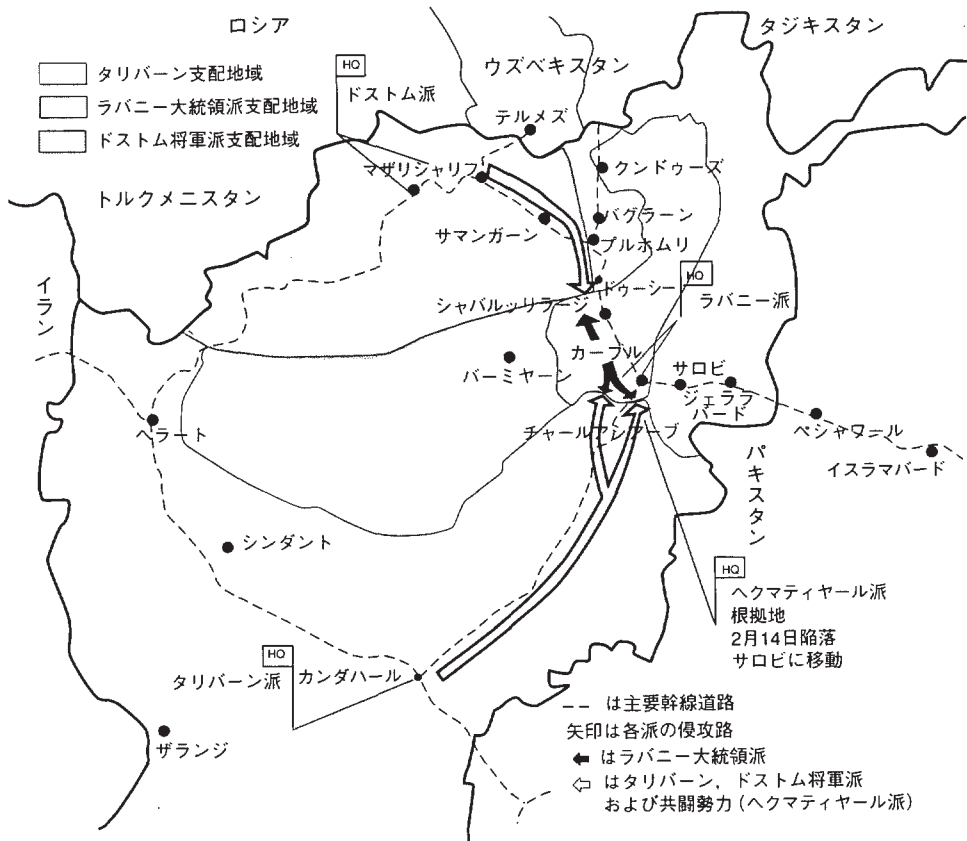 ロシア
タジキスタン
タリバーン支配地域
ラバニー大統領派支配地域
ドストム将軍派支配地域
HQ
ドストム派
ウズベキスタン
テルメズ
マザリシャリフ
クンドゥーズ
トルクメニスタン
バグラーン
サマンガーン
プルホムリ
HQ
ラバニー派
ドゥーシー
シャバルッリラージ
イラン
カーブル
バーミヤーン
サロビ
ジェララ
バード
ヘラート
チャールアシアーブ
ペシャワール
イスラマバード
パキスタン
シンダント
HQ
ヘクマティヤール派
根拠地
2月14日陥落
サロビに移動
HQ
タリバーン派
カンダハール
ザランジ
-- は主要幹線道路
矢印は各派の侵攻路
⬅ はラバニー大統領派
⇦ はタリバーン，ドストム将軍派
および共闘勢力（ヘクマティヤール派）